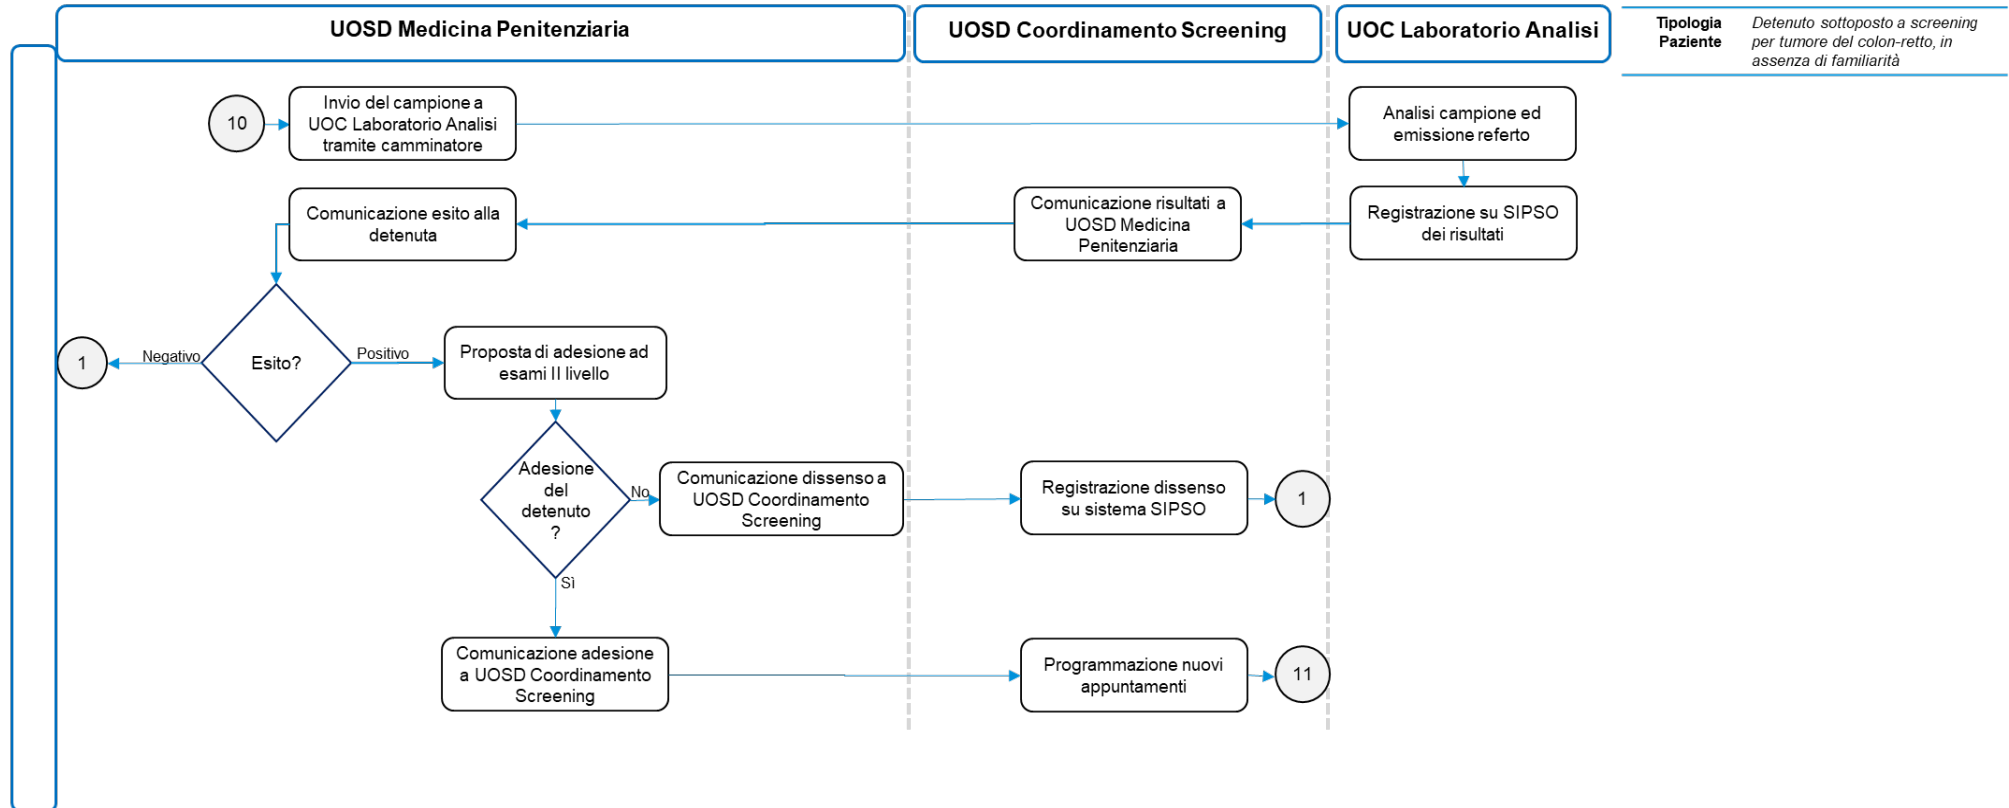 UOSD Medicina Penitenziaria
UOSD Coordinamento Screening
UOC Laboratorio Analisi
Tipologia
Paziente
Detenuto sottoposto a screening
per tumore del colon-retto, in
assenza di familiarità
10
Invio del campione a
UOC Laboratorio Analisi
tramite camminatore
Analisi campione ed
emissione referto
Comunicazione esito alla
detenuta
Comunicazione risultati a
UOSD Medicina
Penitenziaria
Registrazione su SIPSO
dei risultati
1
Negativo
Esito?
Positivo
Proposta di adesione ad
esami II livello
Adesione
del
detenuto
?
No
Comunicazione dissenso a
UOSD Coordinamento
Screening
Registrazione dissenso
su sistema SIPSO
1
Sì
Comunicazione adesione
a UOSD Coordinamento
Screening
Programmazione nuovi
appuntamenti
11